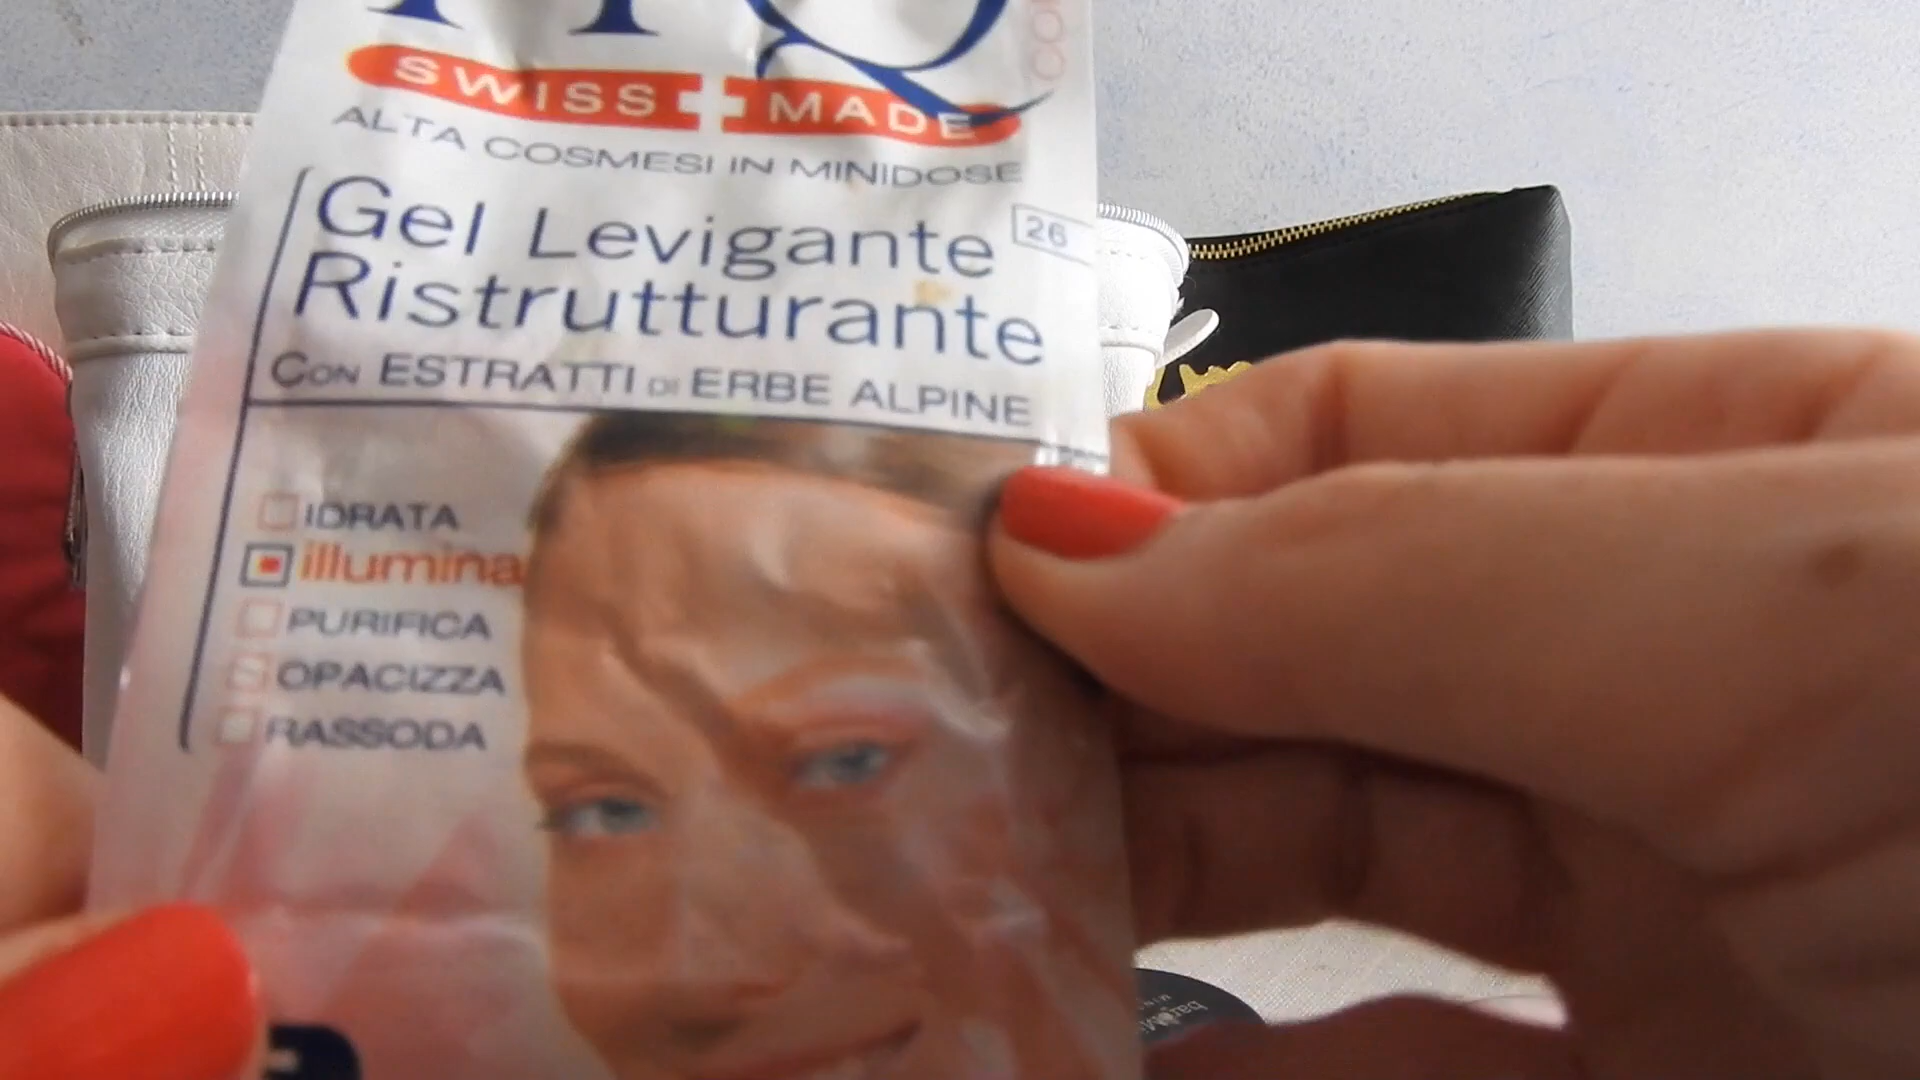 SWISS MADE
ALTA COSMESI IN MINIDOSE
Gel Levigante
26
Ristrutturante
CON ESTRATTI DI ERBE ALPINE
IDRATA
illumina
PURIFICA
OPACIZZA
RASSODA